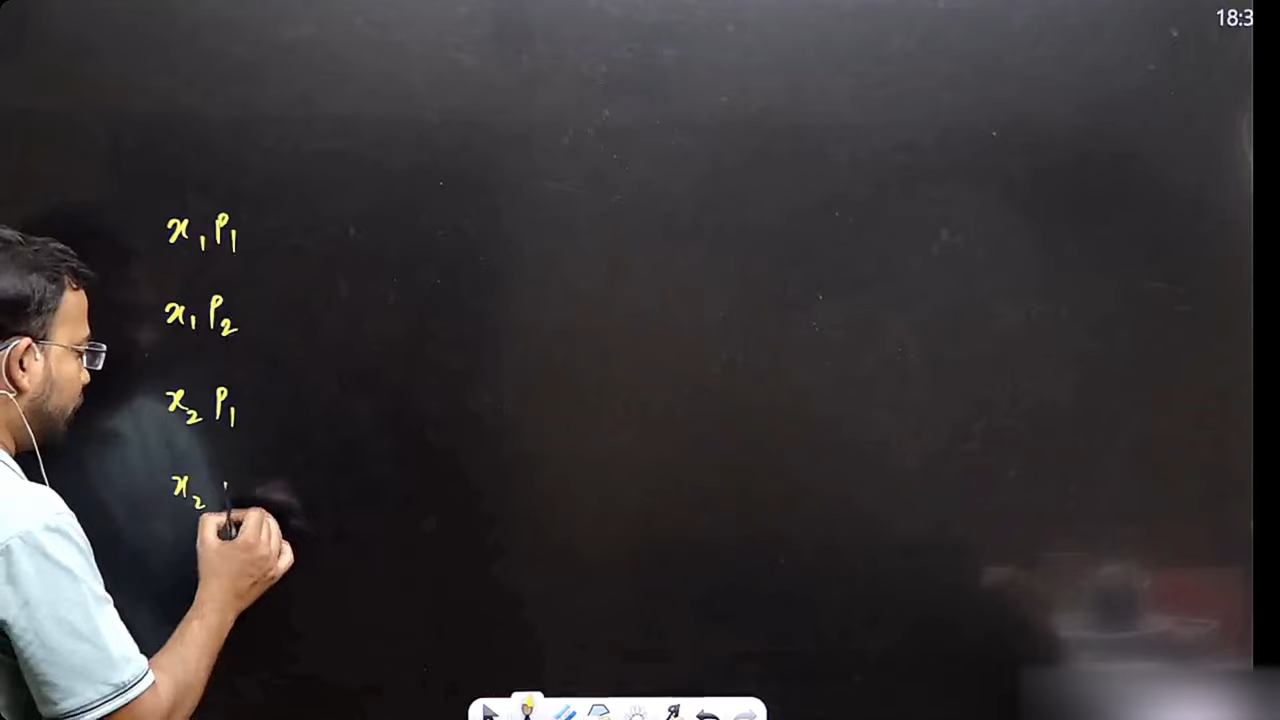 18:3
x₁ P₁
x₁ P₂
x₂ P₁
x₂